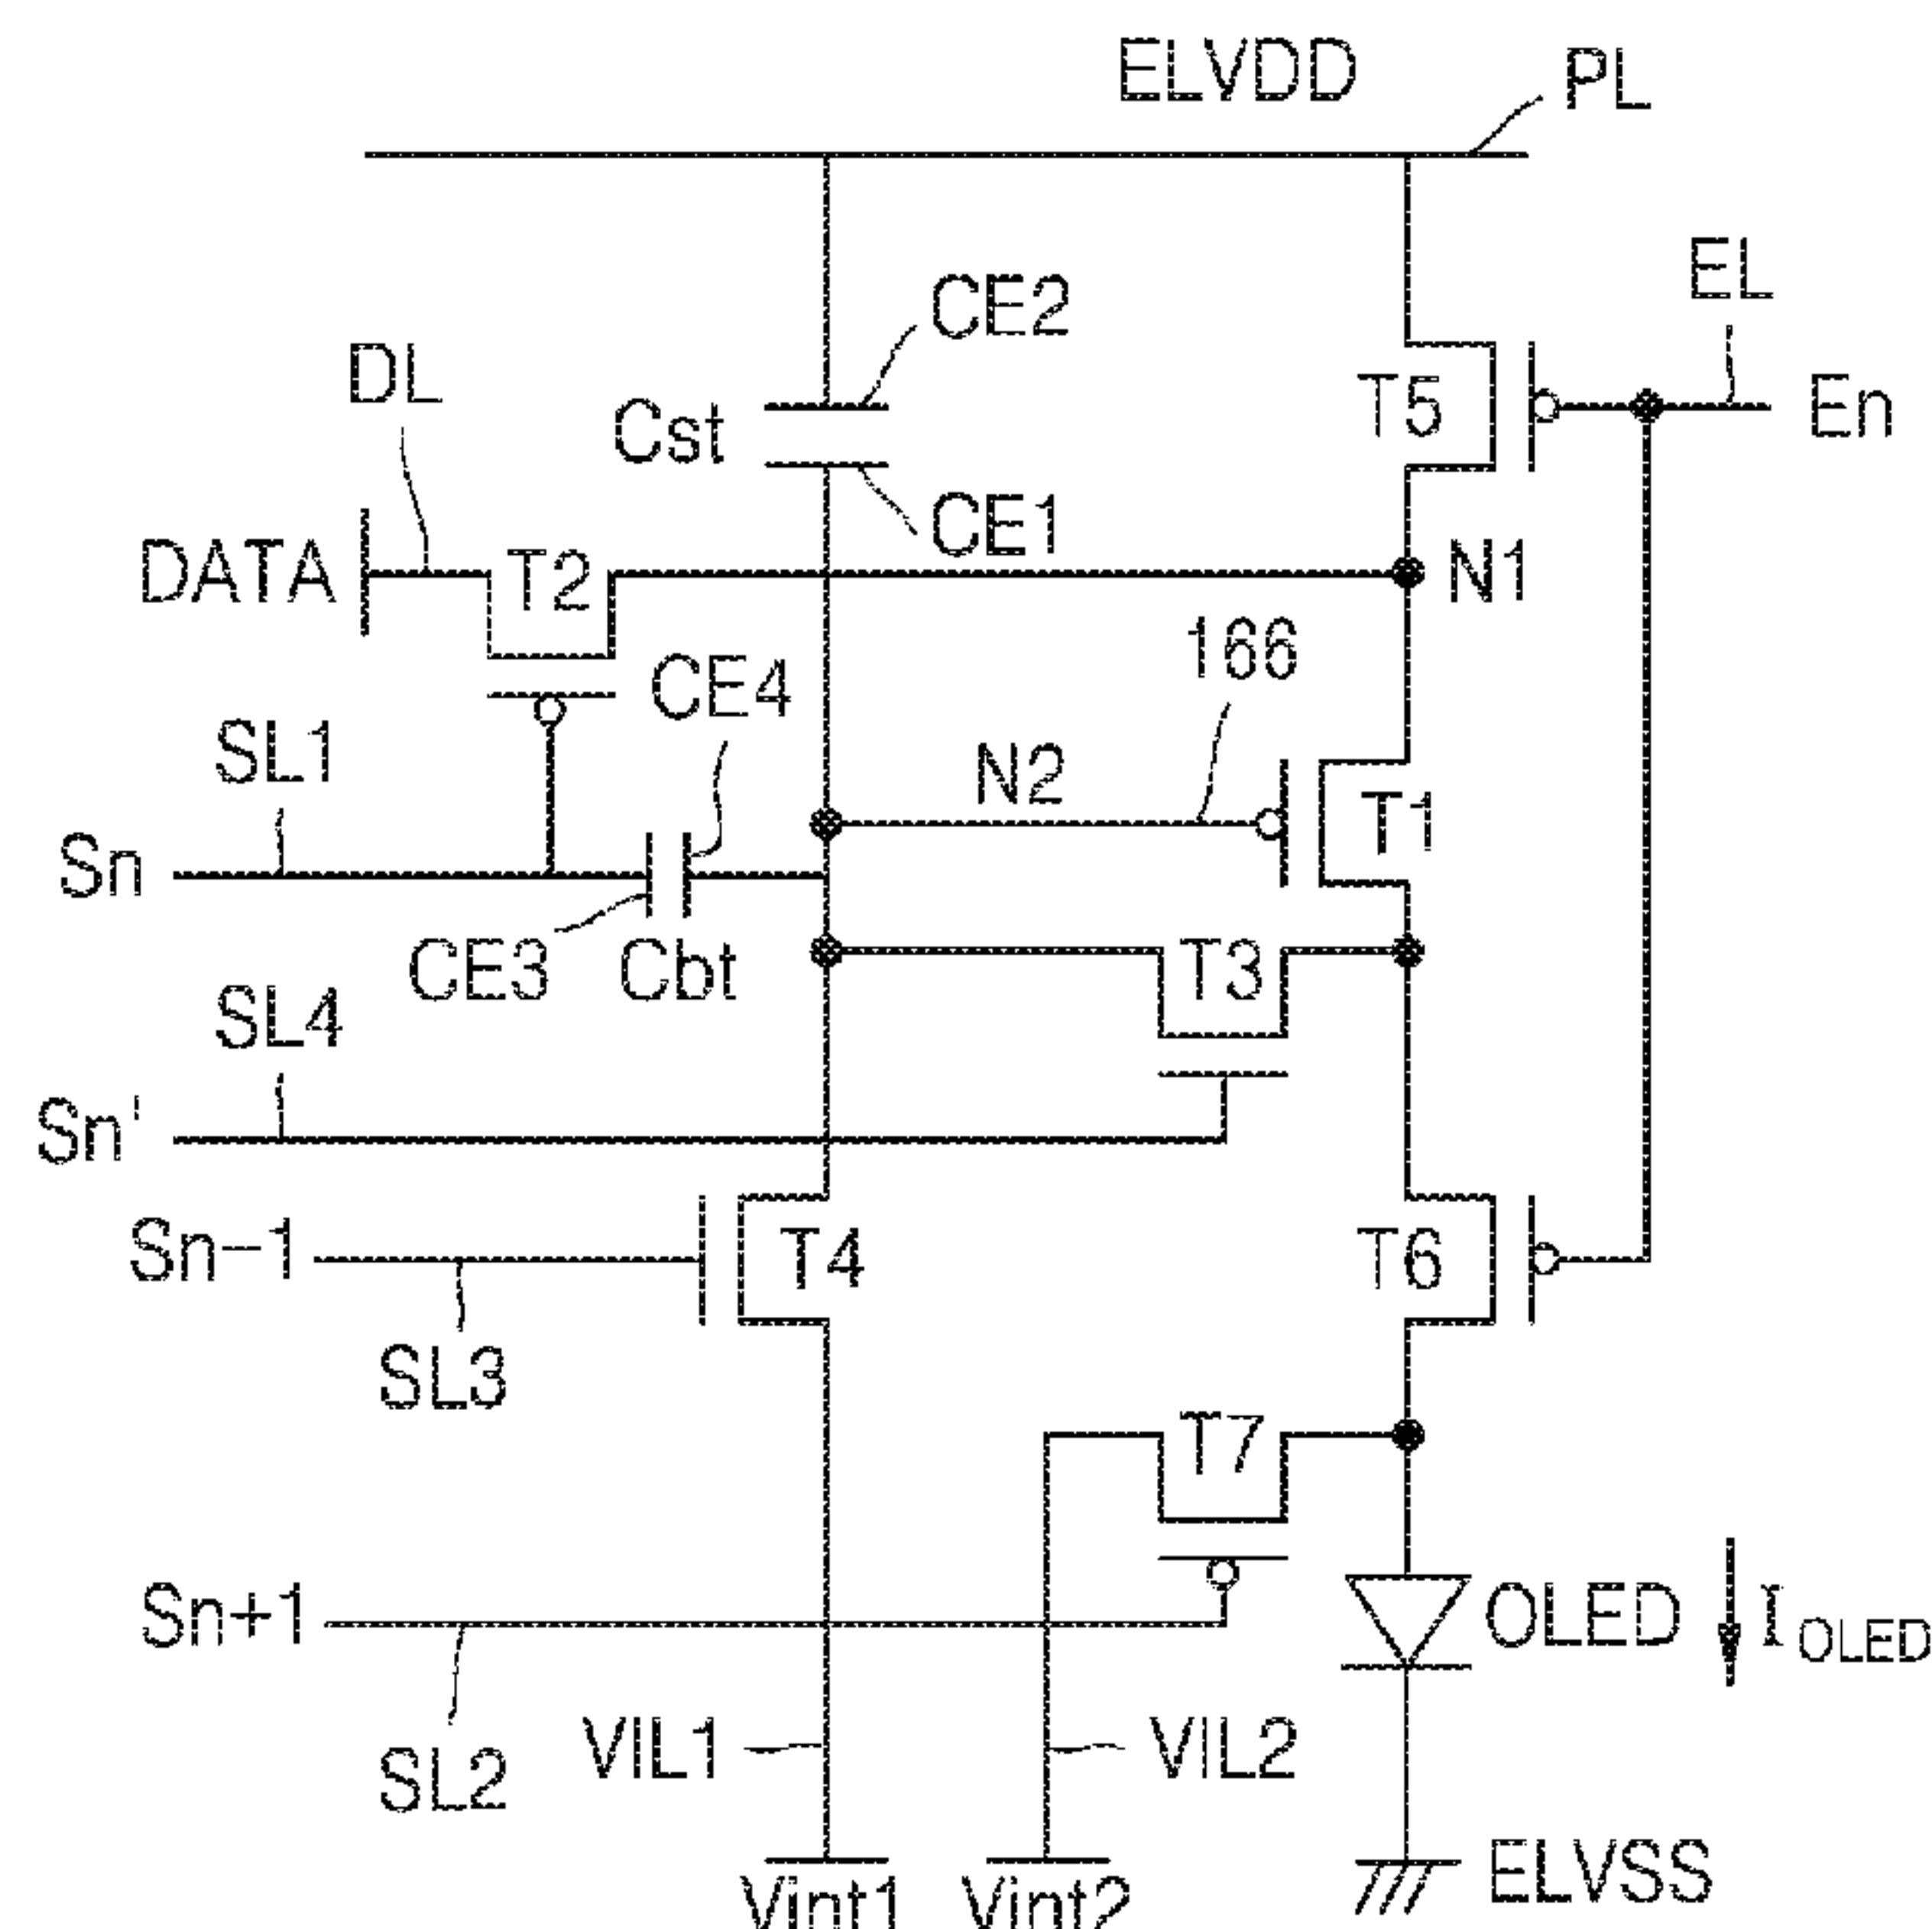 ELVDD
PL
EL
CE2
DL
Cst
T5
En
CE1
DATA
T2
N1
166
CE4
SL1
N2
T1
Sn
CE3
Cbt
T3
SL4
Sn'
Sn-1
T4
T6
SL3
T7
Sn+1
OLED
I OLED
VIL1
VIL2
SL2
ELVSS
Vint1
Vint2